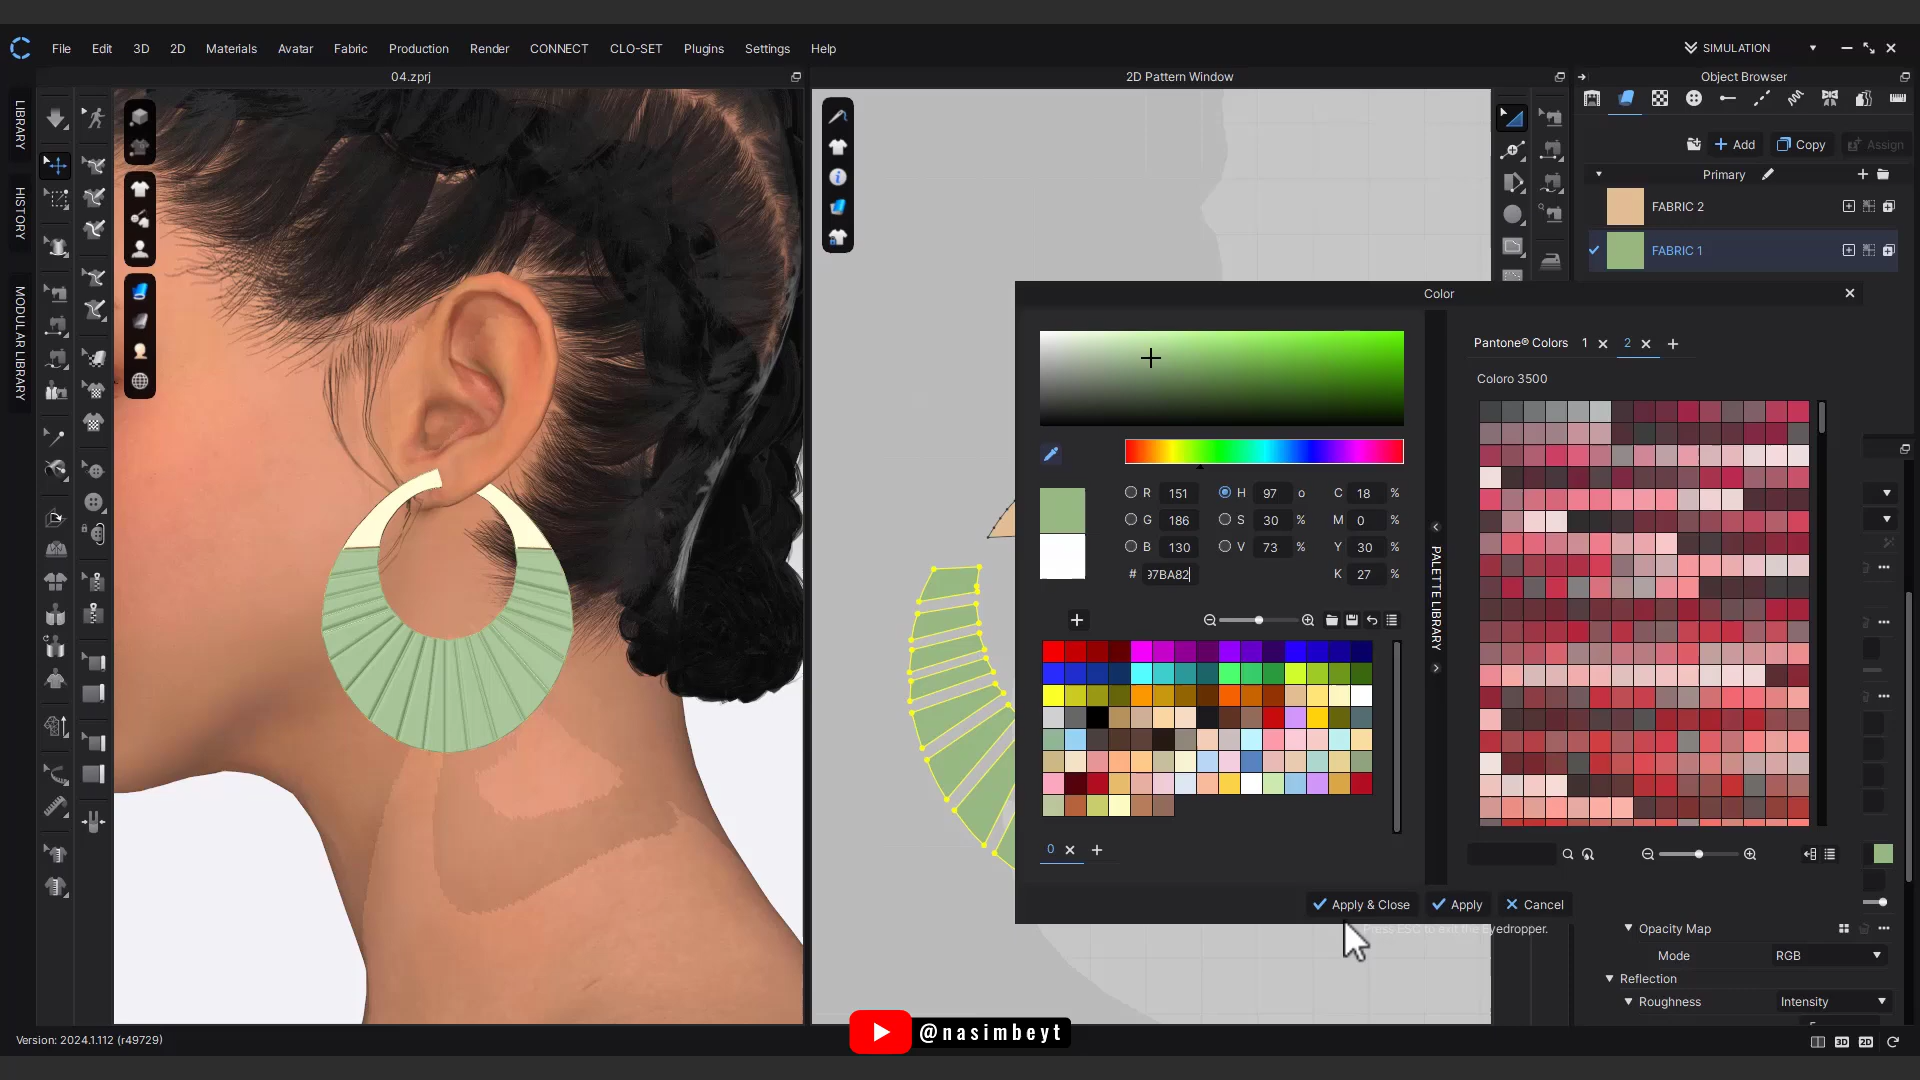 File Edit 3D 2D Materials Avatar Fabric Production Render CONNECT CLO-SET Plugins Settings Help
SIMULATION
04.zprj
2D Pattern Window
Object Browser
LIBRARY
HISTORY
MODULAR LIBRARY
Add
Copy
Assign
Primary
FABRIC 2
FABRIC 1
Color
Pantone® Colors 1 2
Coloro 3500
R 151 H 97 o C 18 %
G 186 S 30 % M 0 %
B 130 V 73 % Y 30 %
# 97BA82 K 27 %
PALETTE LIBRARY
0
Apply & Close
Apply
Cancel
Press ESC to exit the Eyedropper.
Opacity Map
Mode RGB
Reflection
Roughness Intensity
@nasimbeyt
Version: 2024.1.112 (r49729)
3D 2D